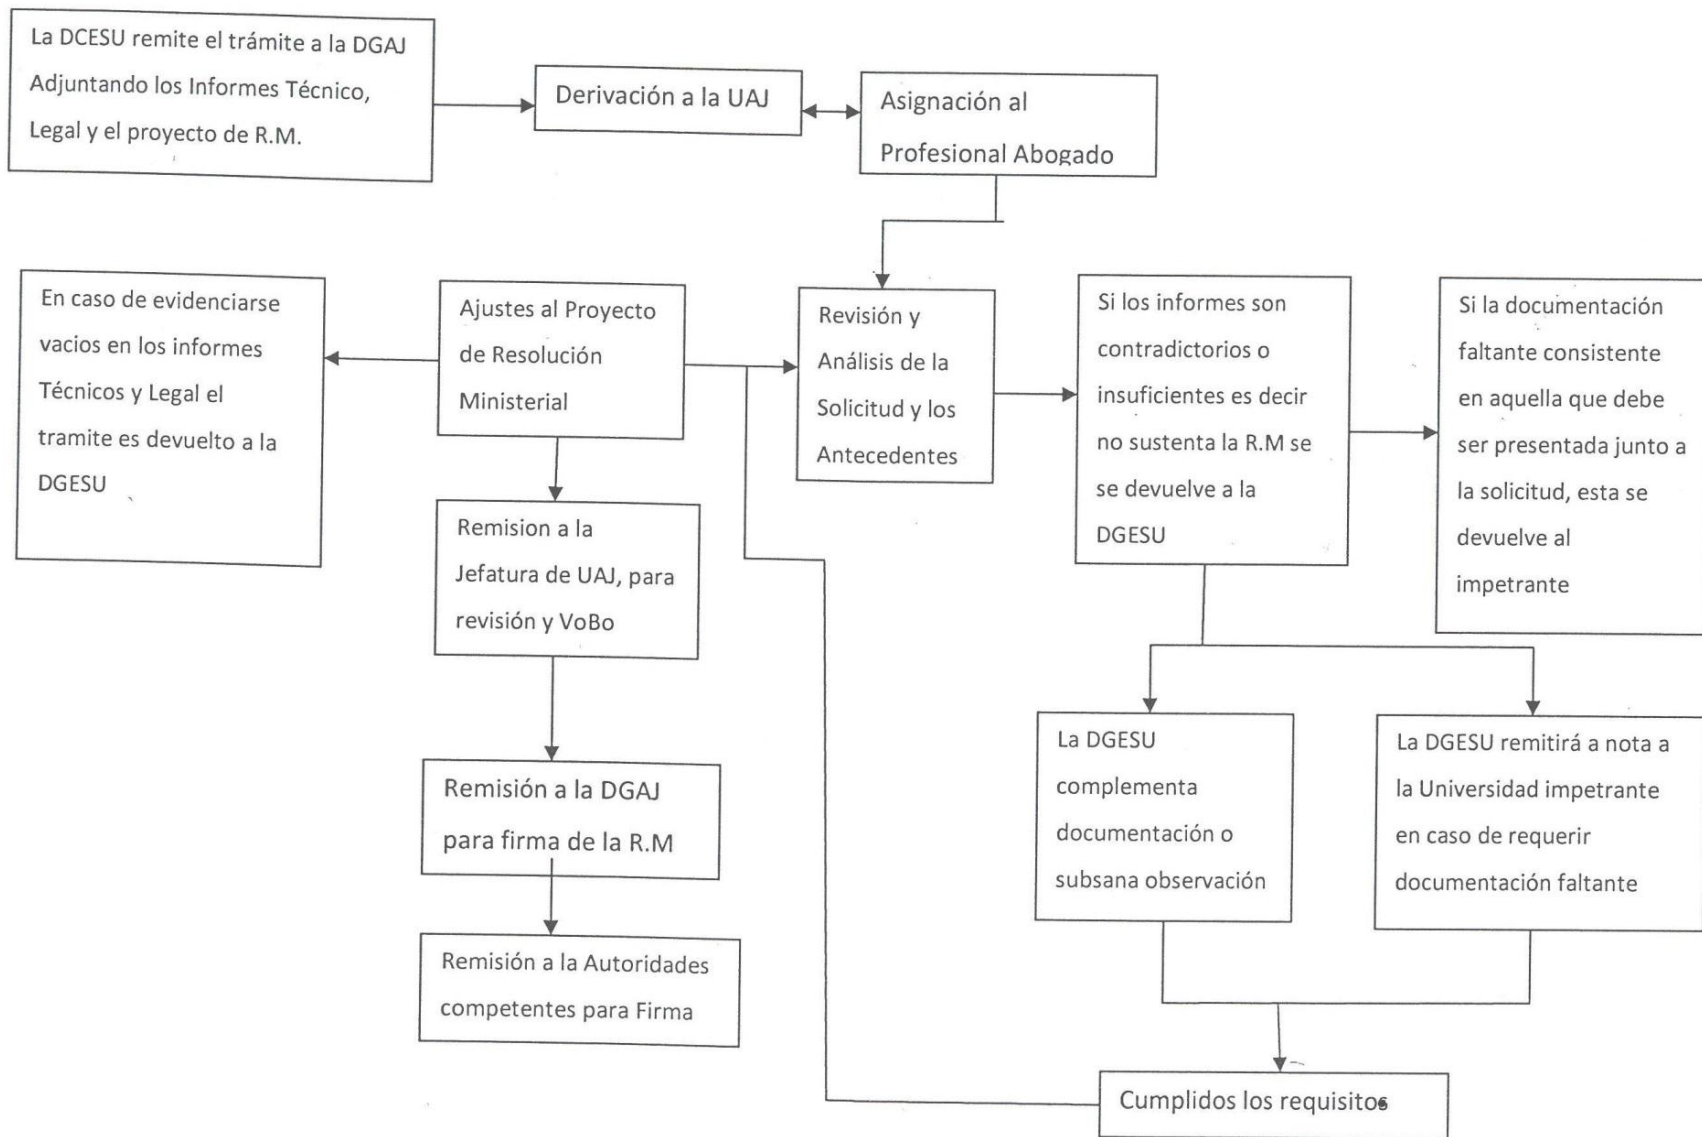 La DCESU remite el trámite a la DGAJ
Adjuntando los Informes Técnico,
Legal y el proyecto de R.M.
Derivación a la UAJ
Asignación al
Profesional Abogado
En caso de evidenciarse
vacios en los informes
Técnicos y Legal el
tramite es devuelto a la
DGESU
Ajustes al Proyecto
de Resolución
Ministerial
Revisión y
Análisis de la
Solicitud y los
Antecedentes
Si los informes son
contradictorios o
insuficientes es decir
no sustenta la R.M se
se devuelve a la
DGESU
Si la documentación
faltante consistente
en aquella que debe
ser presentada junto a
la solicitud, esta se
devuelve al
impetrante
Remision a la
Jefatura de UAJ, para
revisión y VoBo
Remisión a la DGAJ
para firma de la R.M
Remisión a la Autoridades
competentes para Firma
La DGESU
complementa
documentación o
subsana observación
La DGESU remitirá a nota a
la Universidad impetrante
en caso de requerir
documentación faltante
Cumplidos los requisitos